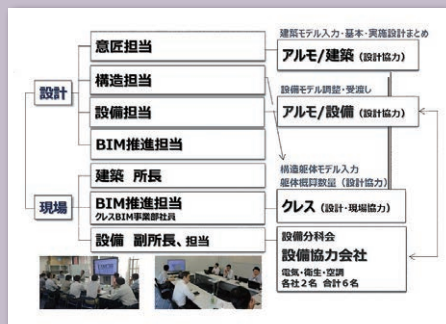 設計
現場
意匠担当
構造担当
設備担当
BIM推進担当
建築 所長
BIM推進担当
クレスBIM事業部社員
設備 副所長、担当
建築モデル入力・基本・実施設計まとめ
アルモ/建築 (設計協力)
設備モデル調整・受渡し
アルモ/設備 (設計協力)
構造躯体モデル入力
躯体概算数量 (設計協力)
クレス (設計・現場協力)
設備分科会
設備協力会社
電気・衛生・空調
各社2名 合計6名